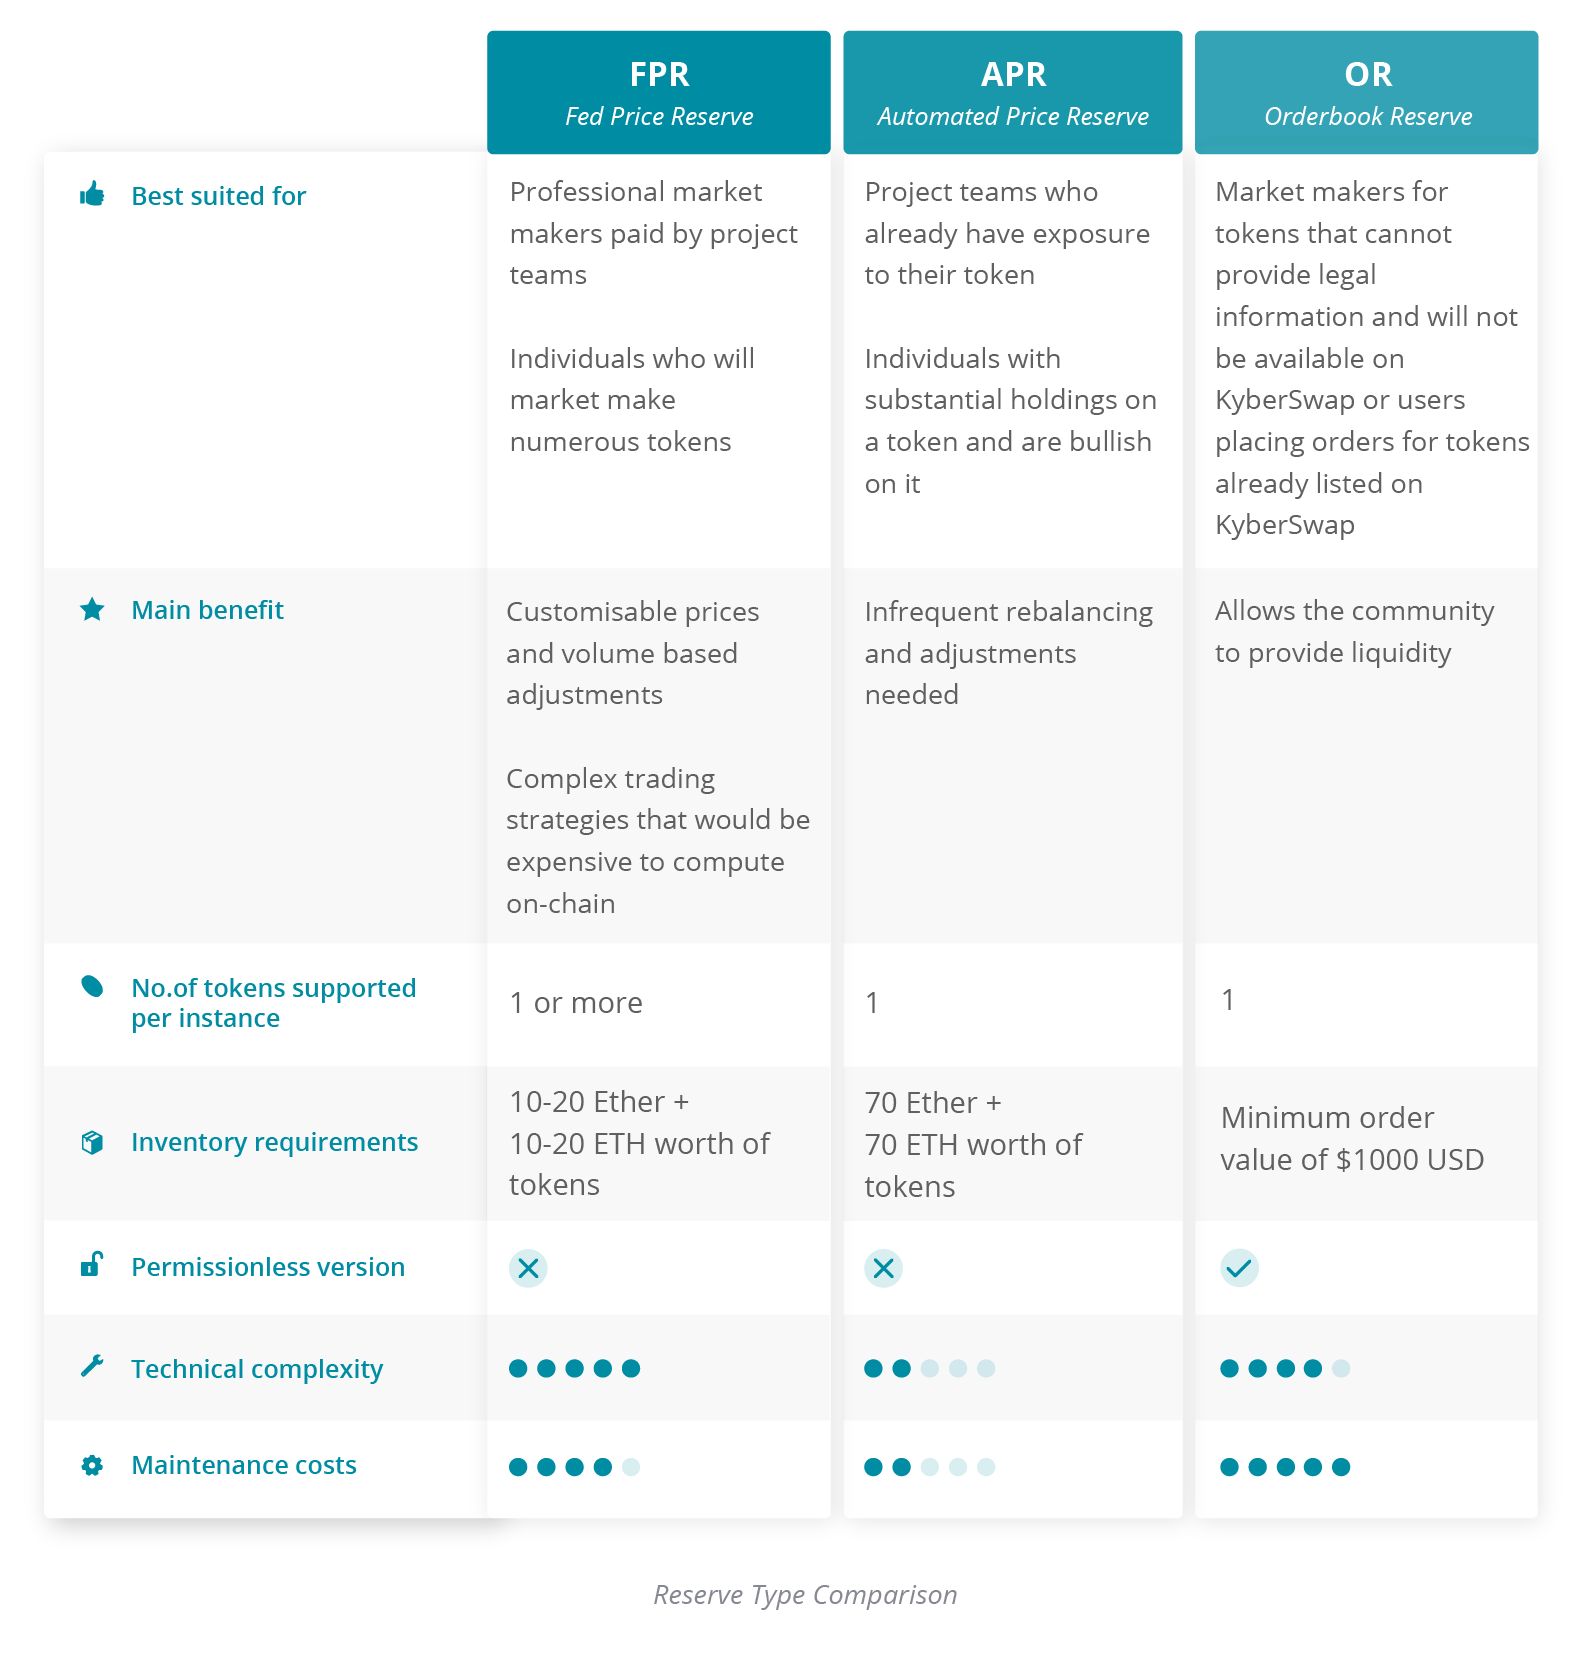 FPR
Fed Price Reserve
APR
Automated Price Reserve
OR
Orderbook Reserve
Best suited for
Professional market
makers paid by project
teams
Individuals who will
market make
numerous tokens
Project teams who
already have exposure
to their token
Individuals with
substantial holdings on
a token and are bullish
on it
Market makers for
tokens that cannot
provide legal
information and will not
be available on
KyberSwap or users
placing orders for tokens
already listed on
KyberSwap
Main benefit
Customisable prices
and volume based
adjustments
Complex trading
strategies that would be
expensive to compute
on-chain
Infrequent rebalancing
and adjustments
needed
Allows the community
to provide liquidity
No.of tokens supported
per instance
1 or more
1
1
Inventory requirements
10-20 Ether +
10-20 ETH worth of
tokens
70 Ether +
70 ETH worth of
tokens
Minimum order
value of $1000 USD
Permissionless version
Technical complexity
Maintenance costs
Reserve Type Comparison